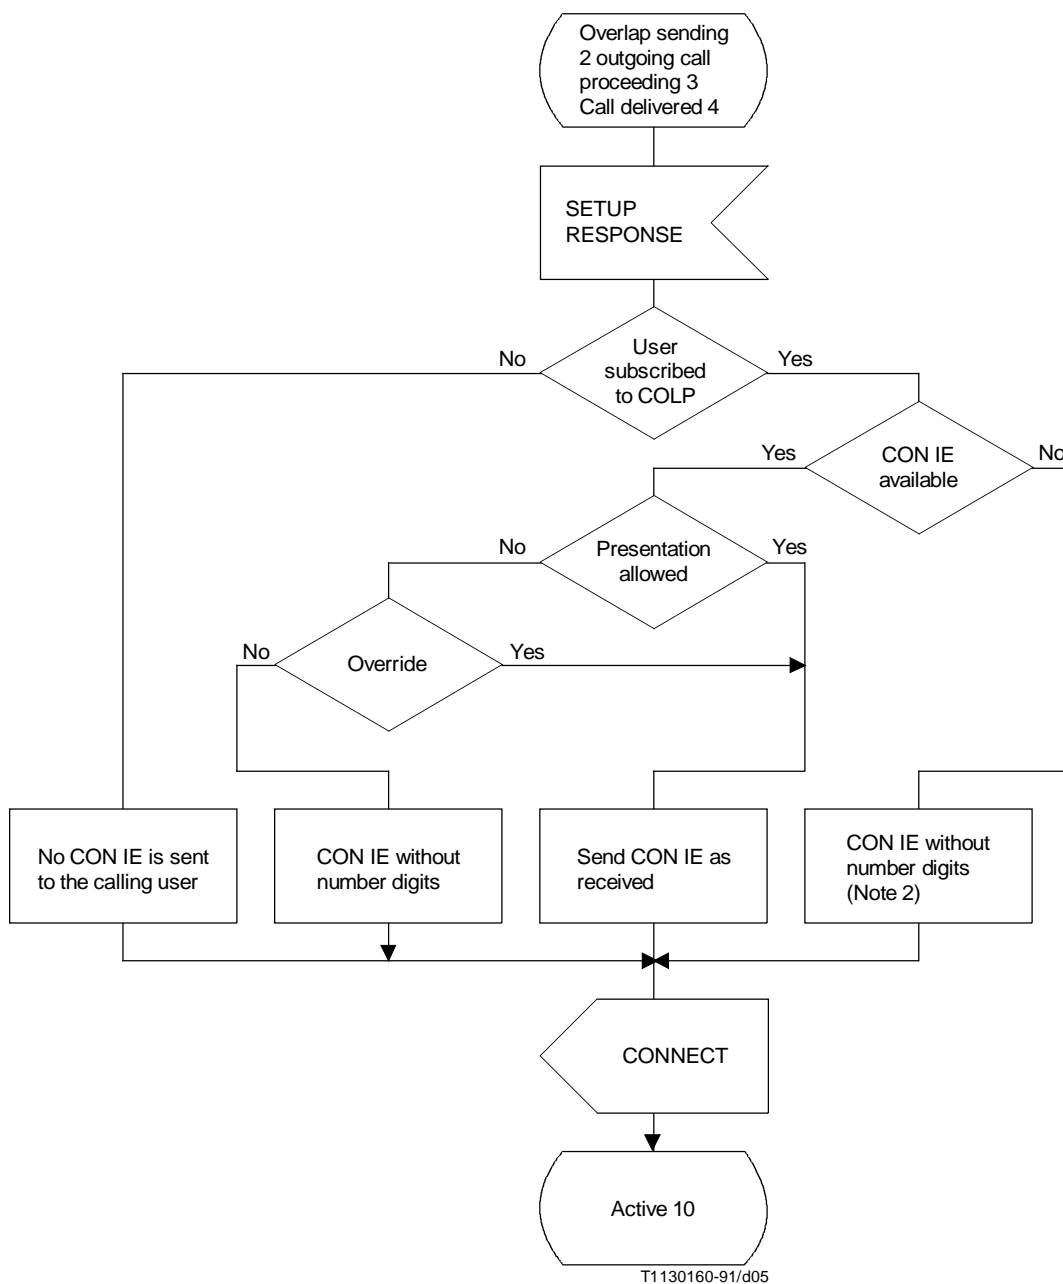 Overlap sending
2 outgoing call
proceeding 3
Call delivered 4
SETUP
RESPONSE
No
User
subscribed
to COLP
Yes
Yes
CON IE
available
No
No
Presentation
allowed
Yes
No
Override
Yes
No CON IE is sent
to the calling user
CON IE without
number digits
Send CON IE as
received
CON IE without
number digits
(Note 2)
CONNECT
Active 10
T1130160-91/d05